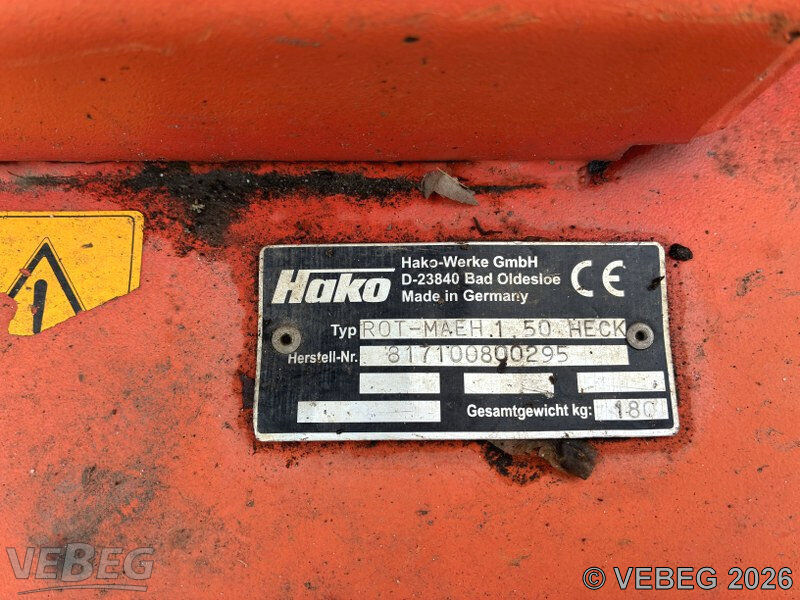 Hako
Hako-Werke GmbH
D-23840 Bad Oldesloe
Made in Germany
CE
Typ ROT-MAEH.1,50 HECK
Herstell-Nr. 817100800295
Gesamtgewicht kg: 180
VEBEG
© VEBEG 2026